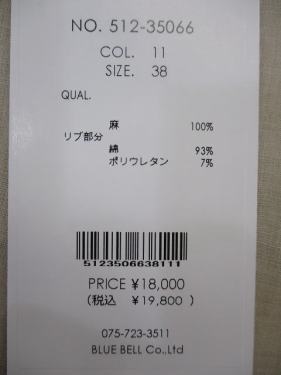 NO. 512-35066
COL. 11
SIZE. 38
QUAL.
麻 100%
リブ部分
綿 93%
ポリウレタン 7%
5123506638111
PRICE ¥18,000
(税込 ¥19,800 )
075-723-3511
BLUE BELL Co.,Ltd